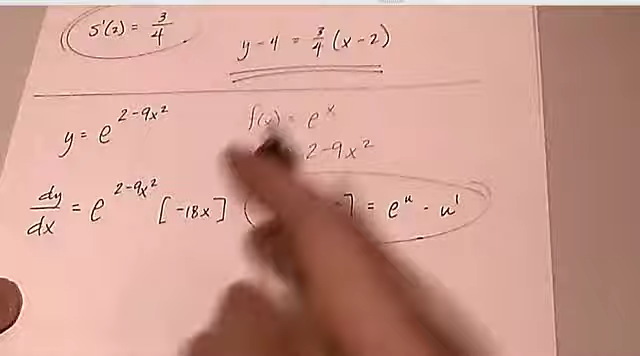 s'(2) = 3/4
y - 4 = 3/4 (x - 2)
y = e^(2-9x²)
f(x) = e^x
2 - 9x²
dy/dx = e^(2-9x²) [-18x]
] = e^u · u'